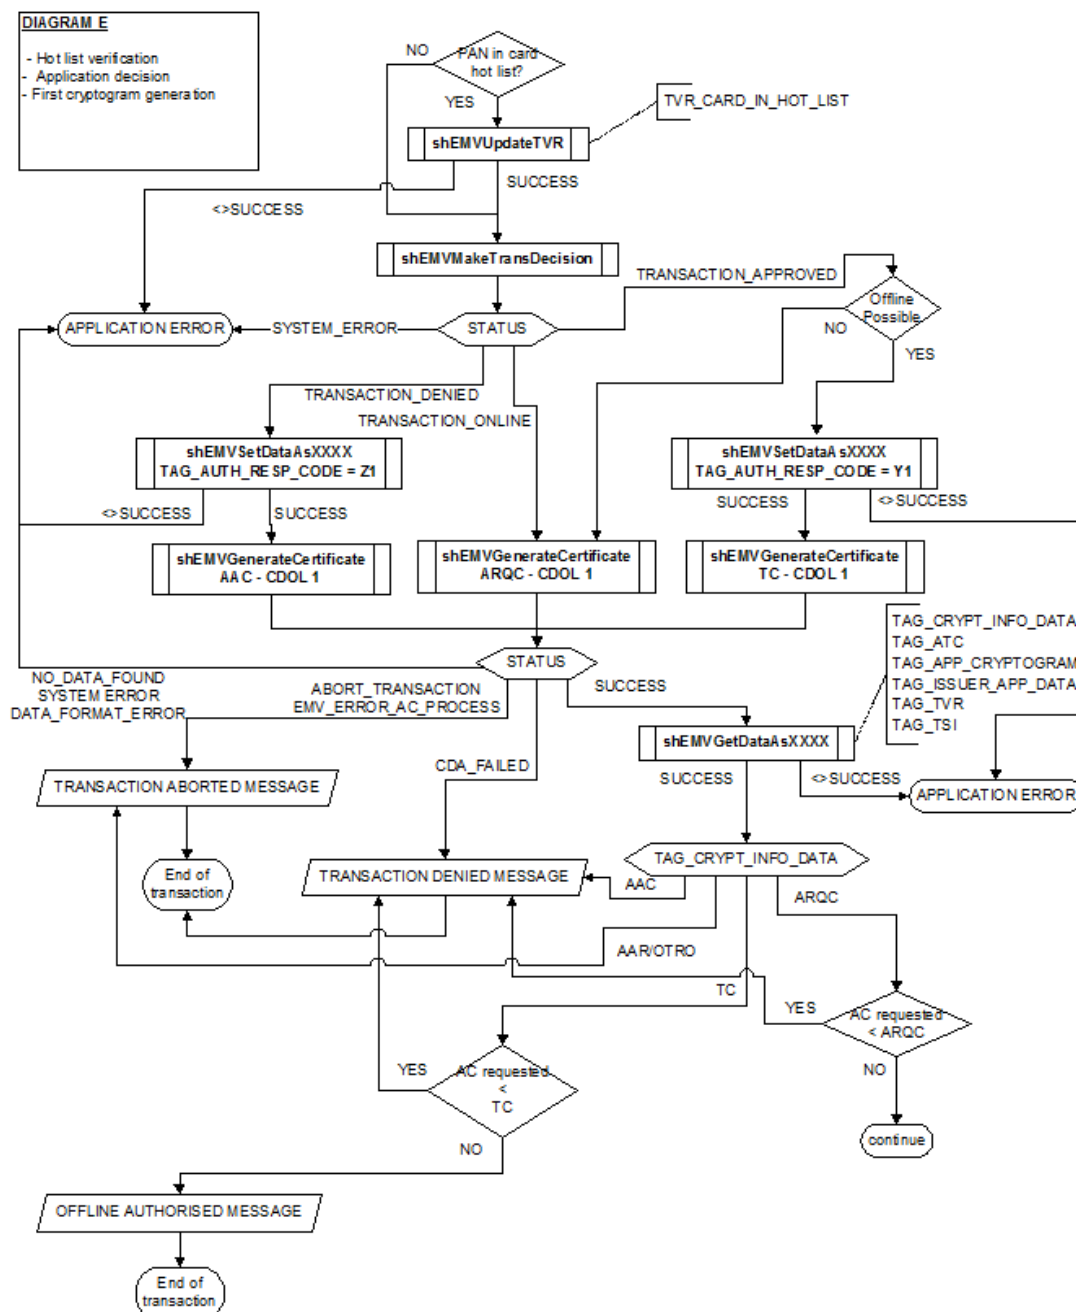 DIAGRAM E
- Hot list verification
- Application decision
- First cryptogram generation
NO
PAN in card
hot list?
YES
TVR_CARD_IN_HOT_LIST
shEMVUpdateTVR
SUCCESS
<>SUCCESS
shEMVMakeTransDecision
TRANSACTION_APPROVED
Offline
Possible
APPLICATION ERROR
SYSTEM_ERROR
STATUS
NO
YES
TRANSACTION_DENIED
TRANSACTION_ONLINE
shEMVSetDataAsXXXX
TAG_AUTH_RESP_CODE = Z1
shEMVSetDataAsXXXX
TAG_AUTH_RESP_CODE = Y1
<>SUCCESS
SUCCESS
SUCCESS
<>SUCCESS
shEMVGenerateCertificate
AAC - CDOL 1
shEMVGenerateCertificate
ARQC - CDOL 1
shEMVGenerateCertificate
TC - CDOL 1
TAG_CRYPT_INFO_DATA
TAG_ATC
TAG_APP_CRYPTOGRAM
TAG_ISSUER_APP_DATA
TAG_TVR
TAG_TSI
STATUS
NO_DATA_FOUND
SYSTEM ERROR
DATA_FORMAT_ERROR
ABORT_TRANSACTION
EMV_ERROR_AC_PROCESS
SUCCESS
shEMVGetDataAsXXXX
CDA_FAILED
SUCCESS
<>SUCCESS
TRANSACTION ABORTED MESSAGE
APPLICATION ERROR
End of
transaction
TRANSACTION DENIED MESSAGE
TAG_CRYPT_INFO_DATA
AAC
ARQC
AAR/OTRO
TC
YES
AC requested
< ARQC
NO
YES
AC requested
<
TC
NO
continue
OFFLINE AUTHORISED MESSAGE
End of
transaction